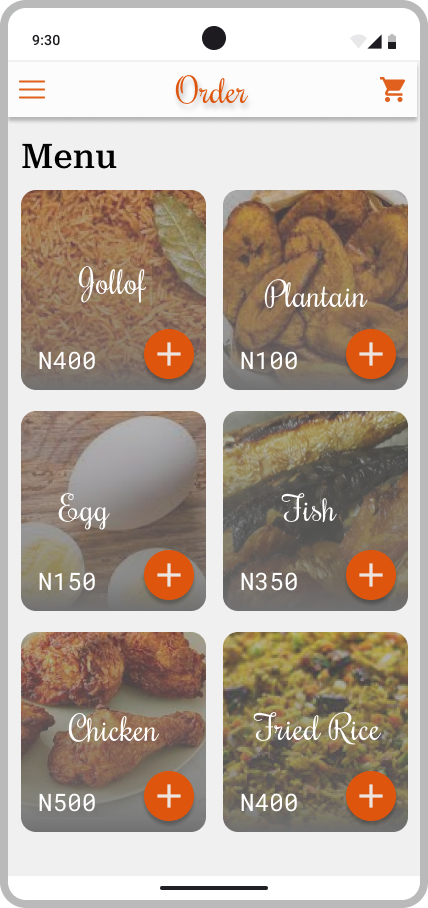 9:30
Order
Menu
Jollof
N400
Plantain
N100
Egg
N150
Fish
N350
Chicken
N500
Fried Rice
N400